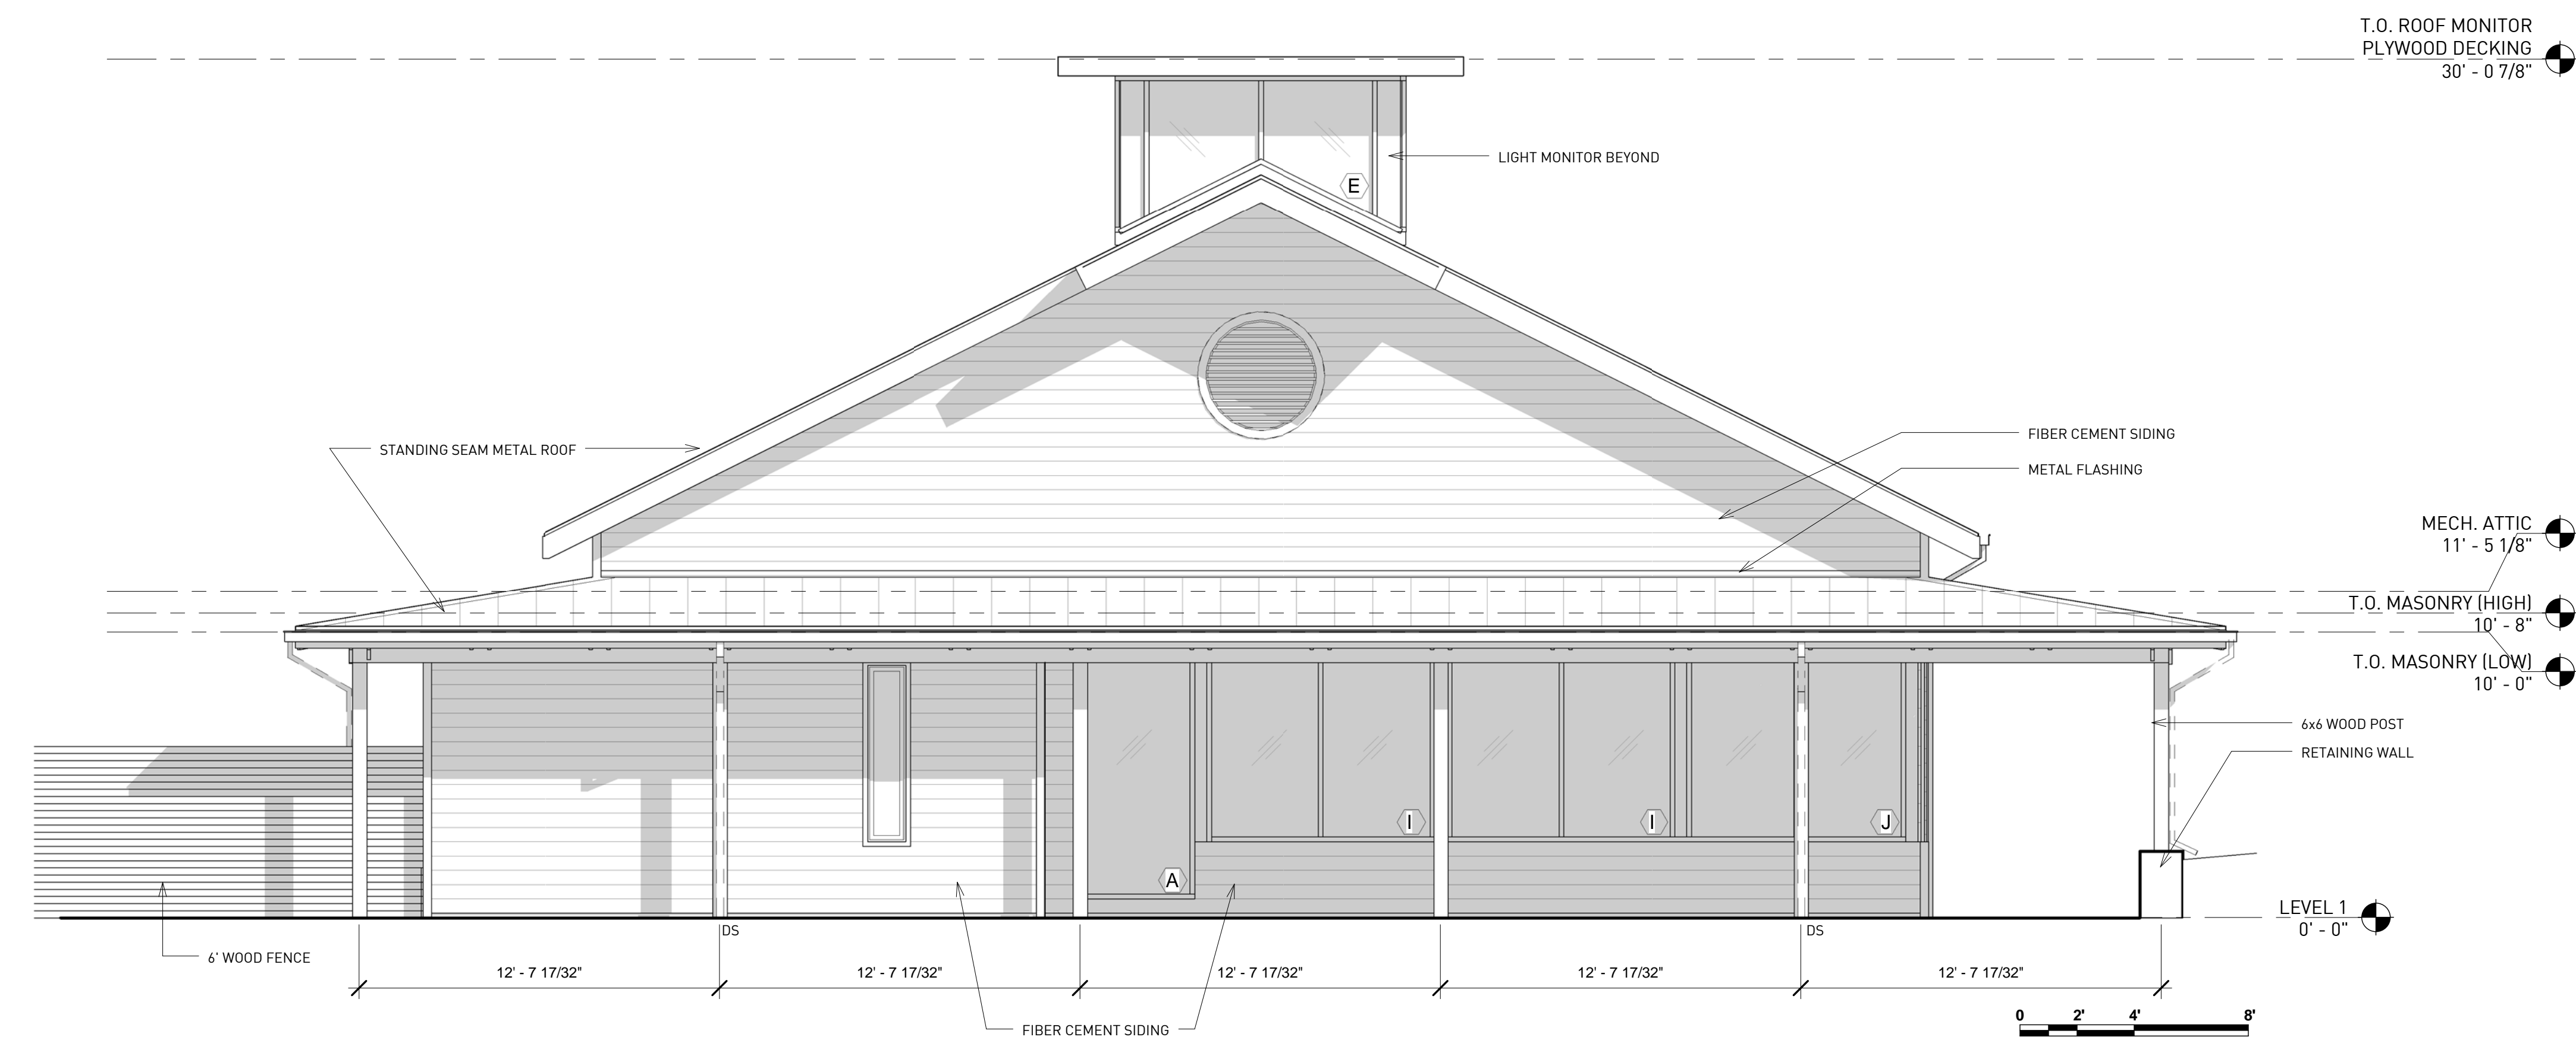 T.O. ROOF MONITOR
PLYWOOD DECKING
30' - 0 7/8"
LIGHT MONITOR BEYOND
E
STANDING SEAM METAL ROOF
FIBER CEMENT SIDING
METAL FLASHING
MECH. ATTIC
11' - 5 1/8"
T.O. MASONRY (HIGH)
10' - 8"
T.O. MASONRY (LOW)
10' - 0"
6x6 WOOD POST
RETAINING WALL
I
I
J
A
LEVEL 1
0' - 0"
DS
DS
6' WOOD FENCE
12' - 7 17/32"
12' - 7 17/32"
12' - 7 17/32"
12' - 7 17/32"
12' - 7 17/32"
FIBER CEMENT SIDING
0 2' 4' 8'